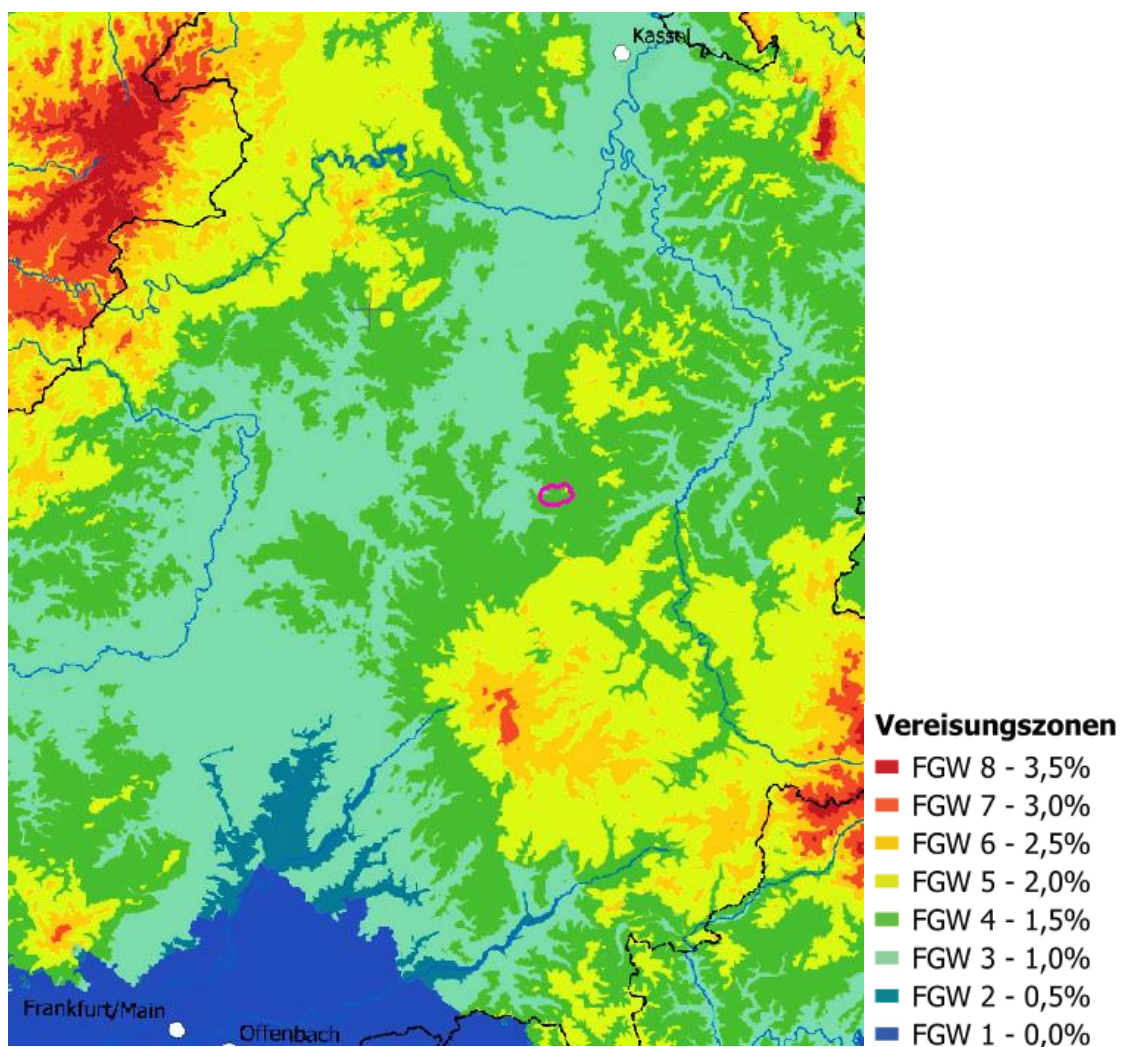 Kassel
Vereisungszonen
FGW 8 - 3,5%
FGW 7 - 3,0%
FGW 6 - 2,5%
FGW 5 - 2,0%
FGW 4 - 1,5%
FGW 3 - 1,0%
FGW 2 - 0,5%
FGW 1 - 0,0%
Frankfurt/Main
Offenbach